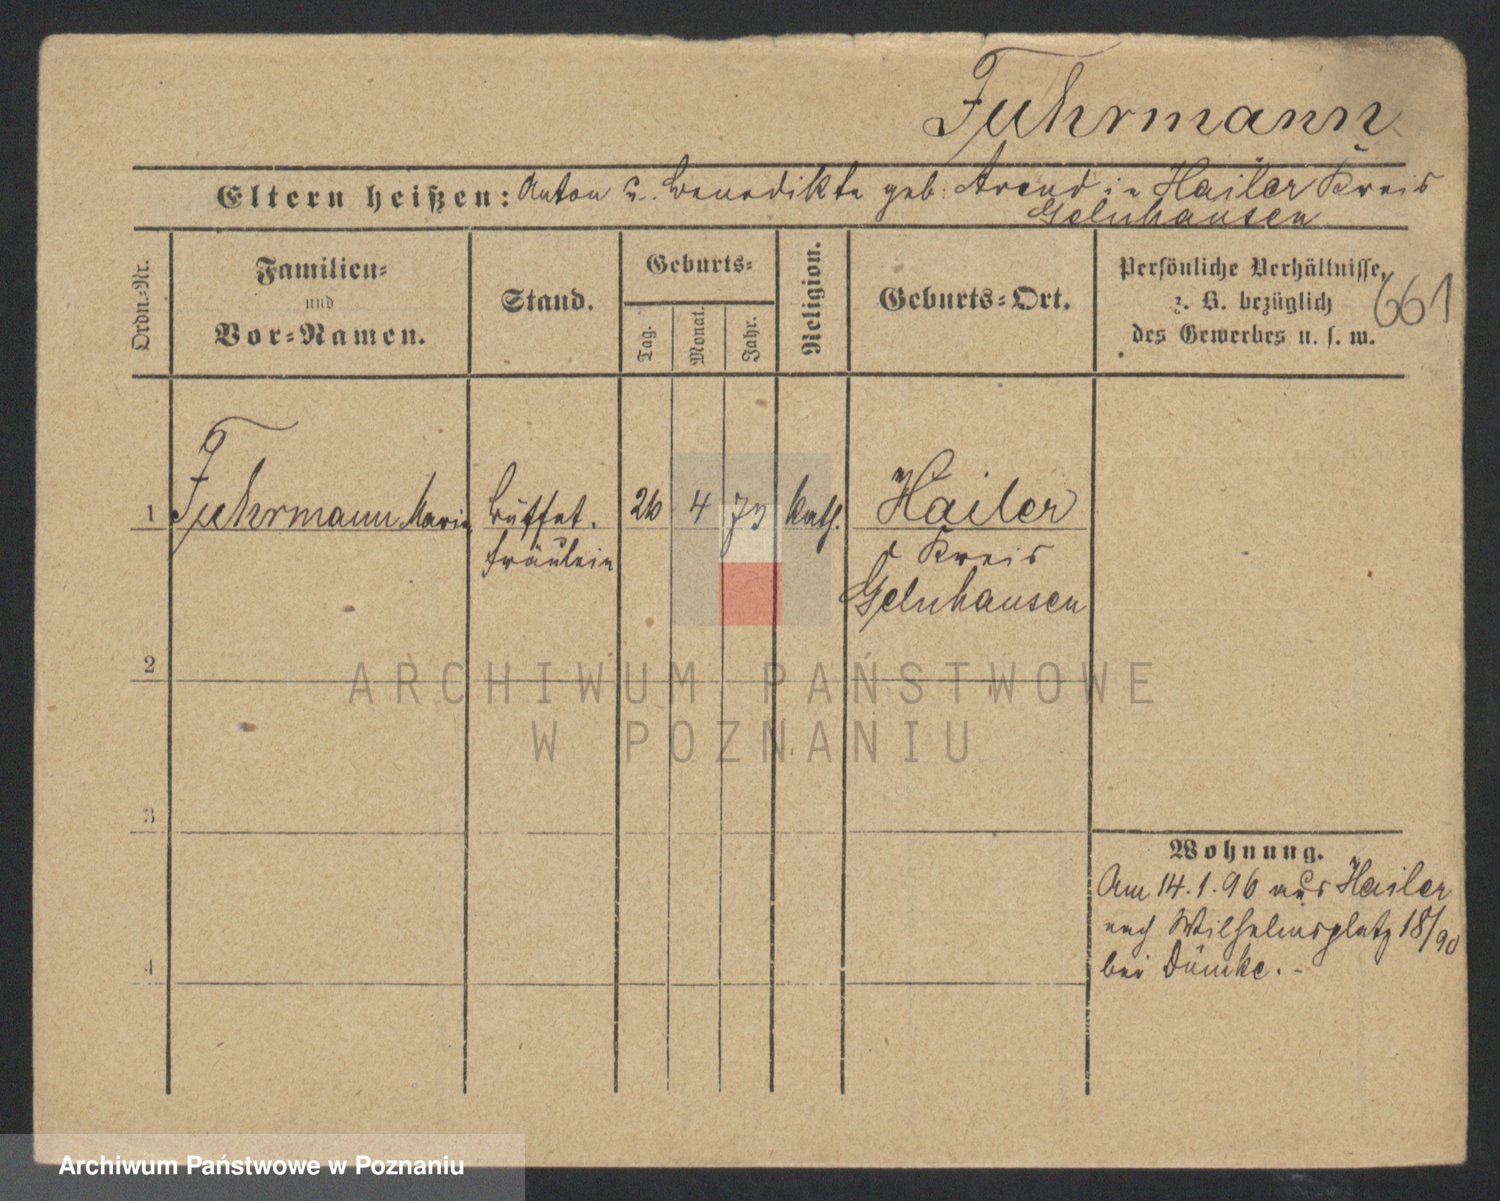 Fuhrmann
Eltern heißen: Anton u. Benedikta geb. Arend in Hailer Kreis
Gelnhausen
Ordn.-Nr.
Familien-
und
Vor-Namen.
Stand.
Geburts-
Tag.
Monat.
Jahr.
Religion.
Geburts-Ort.
Persönliche Verhältnisse,
z. B. bezüglich
des Gewerbes u. s. w.
661
1 Fuhrmann Maria Büffet. 26 4 73 kath. Hailer
fräulein Kreis
Gelnhausen
2
ARCHIWUM PAŃSTWOWE
W POZNANIU
3
Wohnung.
Am 14.1.96 aus Hailer
nach Wilhelmsplatz 18/90
bei Dümke.-
4
Archiwum Państwowe w Poznaniu